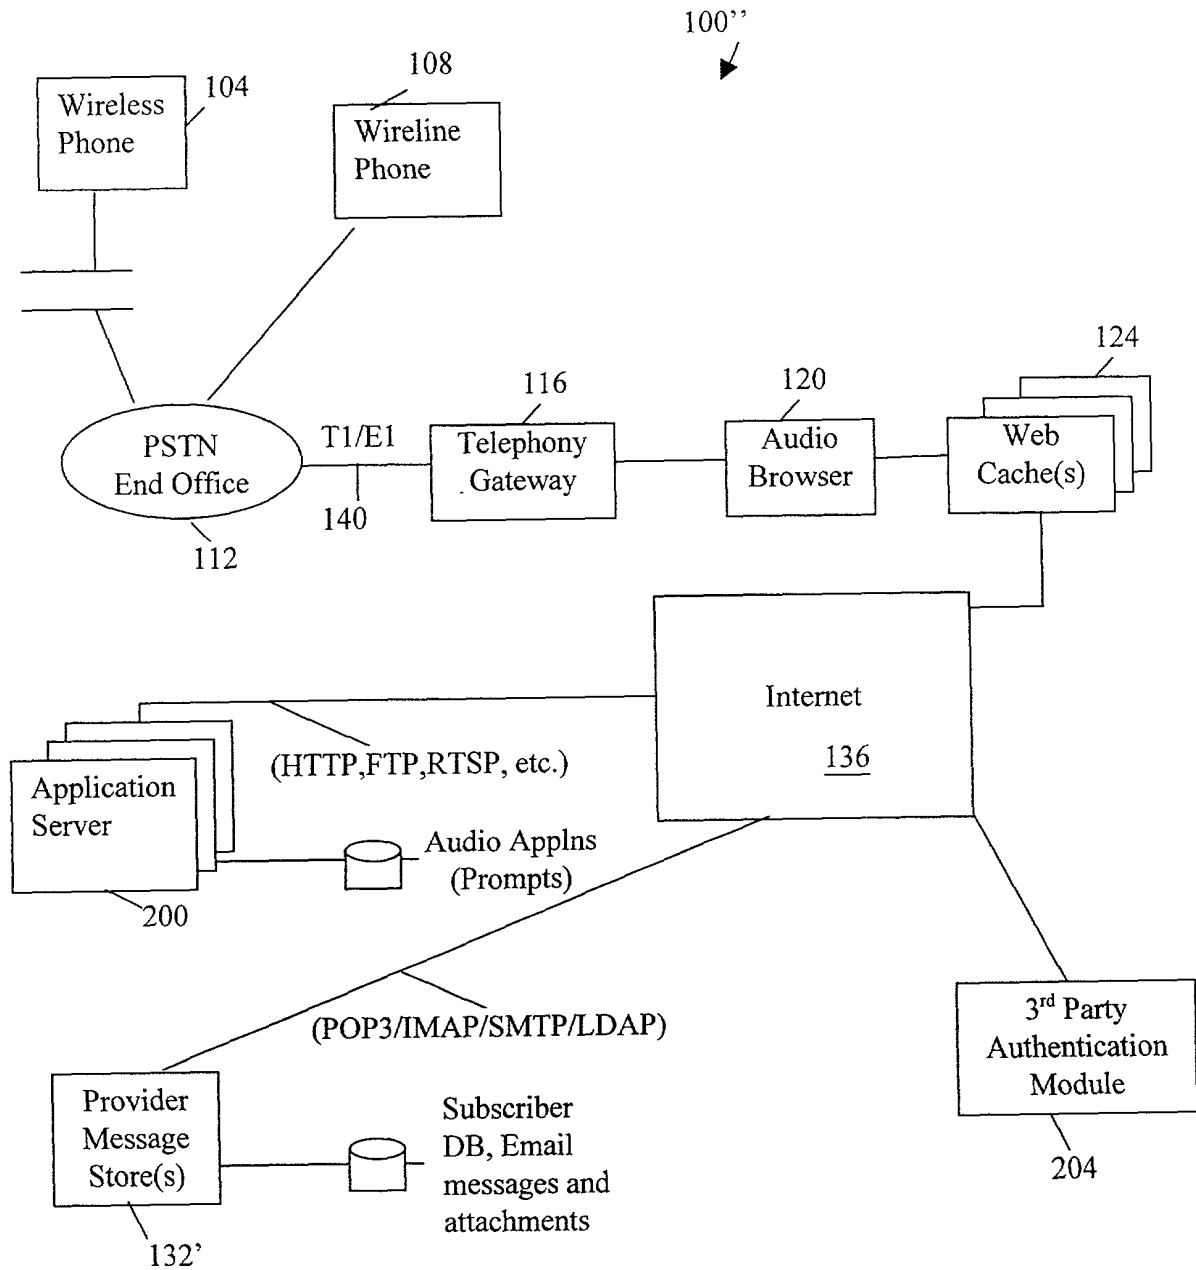 100’’
104
108
Wireless
Phone
Wireline
Phone
124
116
120
PSTN
End Office
T1/E1
Telephony
Gateway
Audio
Browser
Web
Cache(s)
140
112
Internet
136
(HTTP,FTP,RTSP, etc.)
Application
Server
Audio Applns
(Prompts)
200
(POP3/IMAP/SMTP/LDAP)
3rd Party
Authentication
Module
204
Provider
Message
Store(s)
Subscriber
DB, Email
messages and
attachments
132’